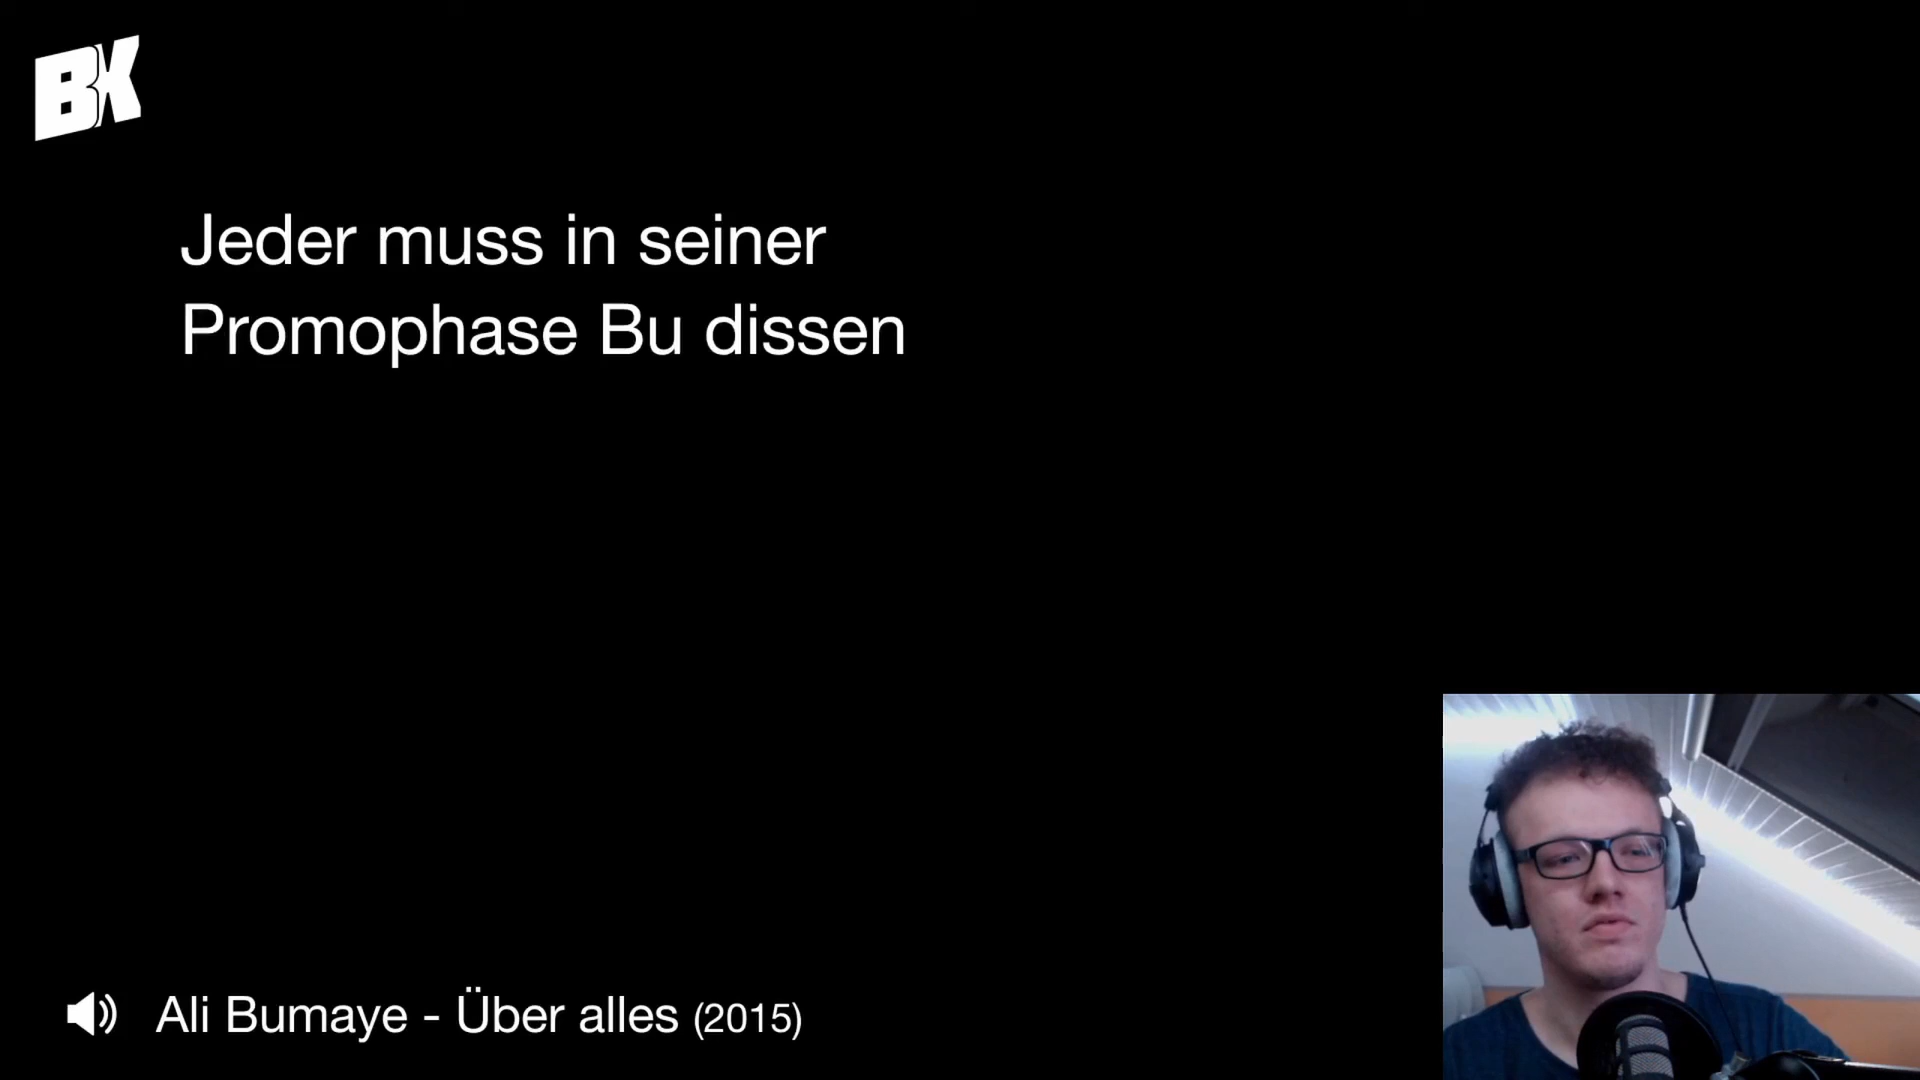 BK
Jeder muss in seiner
Promophase Bu dissen
Ali Bumaye - Über alles (2015)